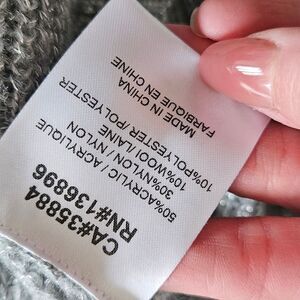 CA#35884
RN#136896
50%ACRYLIC / ACRYLIQUE
30%NYLON / NYLON
10%WOOL/LAINE
10%POLYESTER /POLYESTER
MADE IN CHINA
FARBIQUE EN CHINE